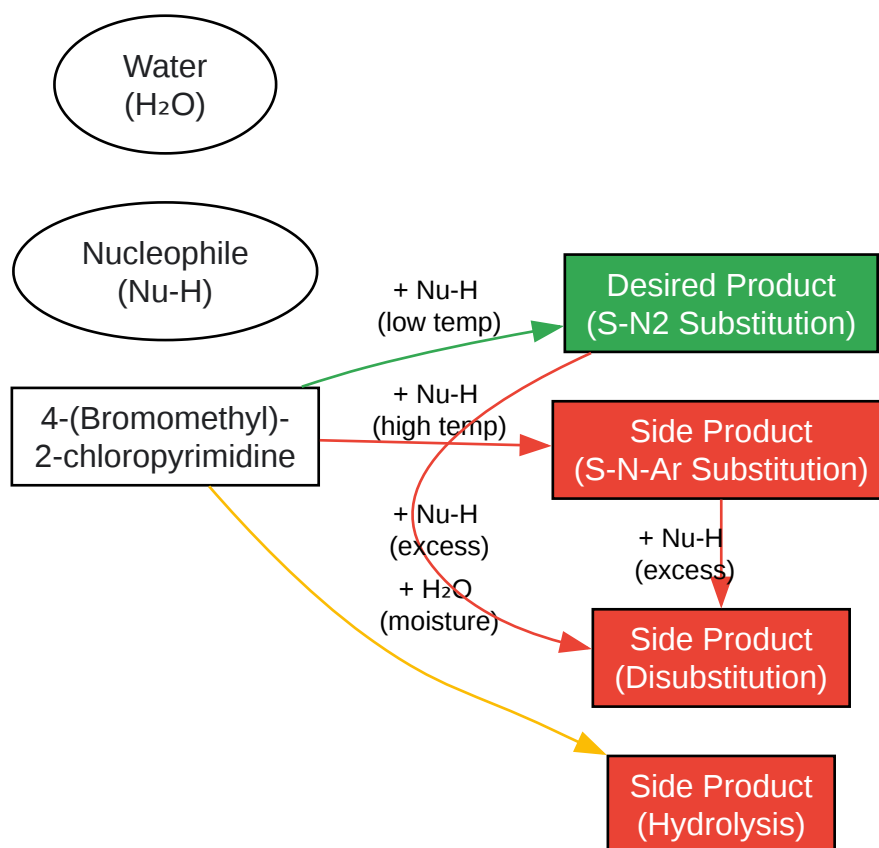 Water
(H₂O)
Nucleophile
(Nu-H)
4-(Bromomethyl)-
2-chloropyrimidine
+ Nu-H
(low temp)
+ Nu-H
(high temp)
+ Nu-H
(excess)
+ H₂O
(moisture)
Desired Product
(S-N2 Substitution)
Side Product
(S-N-Ar Substitution)
+ Nu-H
(excess)
Side Product
(Disubstitution)
Side Product
(Hydrolysis)